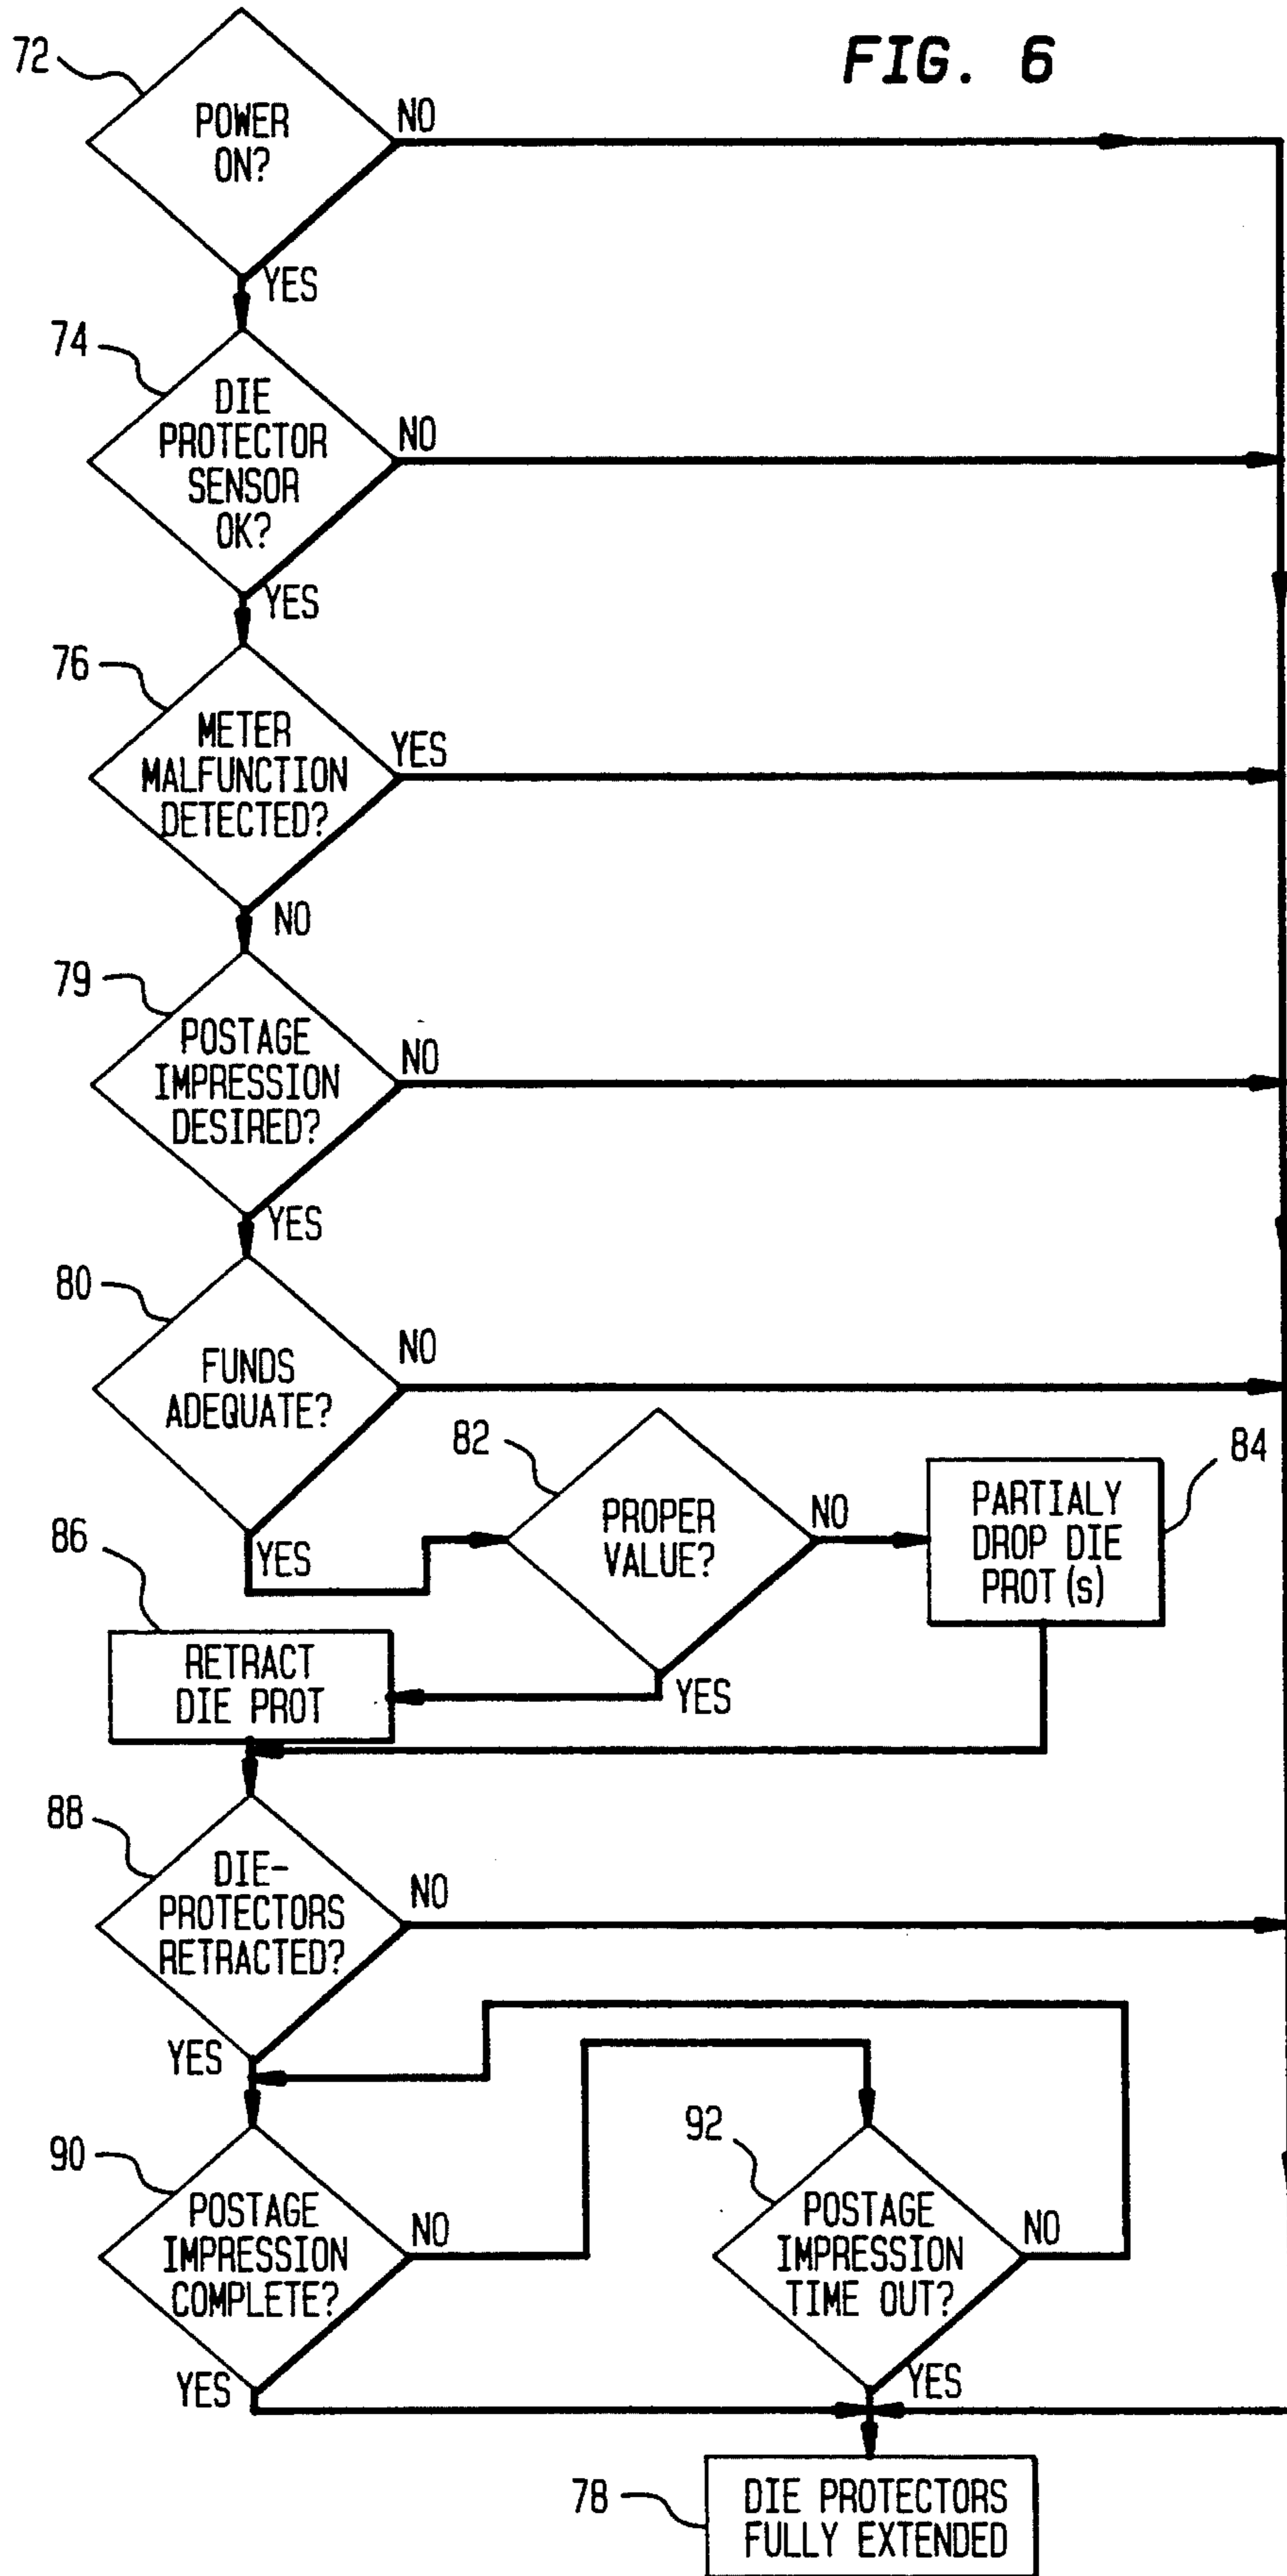 FIG. 6
72
POWER
ON?
NO
YES
74
DIE
PROTECTOR
SENSOR
OK?
NO
YES
76
METER
MALFUNCTION
DETECTED?
YES
NO
79
POSTAGE
IMPRESSION
DESIRED?
NO
YES
80
FUNDS
ADEQUATE?
NO
YES
82
PROPER
VALUE?
NO
YES
84
PARTIALY
DROP DIE
PROT(s)
86
RETRACT
DIE PROT
88
DIE-
PROTECTORS
RETRACTED?
NO
YES
90
POSTAGE
IMPRESSION
COMPLETE?
NO
YES
92
POSTAGE
IMPRESSION
TIME OUT?
NO
YES
78
DIE PROTECTORS
FULLY EXTENDED